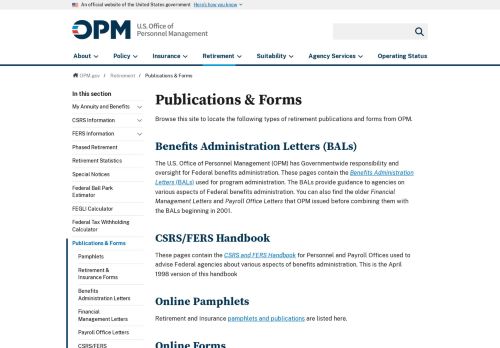 An official website of the United States government Here's how you know
OPM U.S. Office of
Personnel Management
About Policy Insurance Retirement Suitability Agency Services Operating Status
OPM.gov / Retirement / Publications & Forms
In this section
My Annuity and Benefits
CSRS Information
FERS Information
Phased Retirement
Retirement Statistics
Special Notices
Federal Ball Park
Estimator
FEGLI Calculator
Federal Tax Withholding
Calculator
Publications & Forms
Pamphlets
Retirement &
Insurance Forms
Benefits
Administration Letters
Financial
Management Letters
Payroll Office Letters
CSRS/FERS
Publications & Forms
Browse this site to locate the following types of retirement publications and forms from OPM.
Benefits Administration Letters (BALs)
The U.S. Office of Personnel Management (OPM) has Governmentwide responsibility and
oversight for Federal benefits administration. These pages contain the Benefits Administration
Letters (BALs) used for program administration. The BALs provide guidance to agencies on
various aspects of Federal benefits administration. You can also find the older Financial
Management Letters and Payroll Office Letters that OPM issued before combining them with
the BALs beginning in 2001.
CSRS/FERS Handbook
These pages contain the CSRS and FERS Handbook for Personnel and Payroll Offices used to
advise Federal agencies about various aspects of benefits administration. This is the April
1998 version of this handbook
Online Pamphlets
Retirement and Insurance pamphlets and publications are listed here.
Online Forms